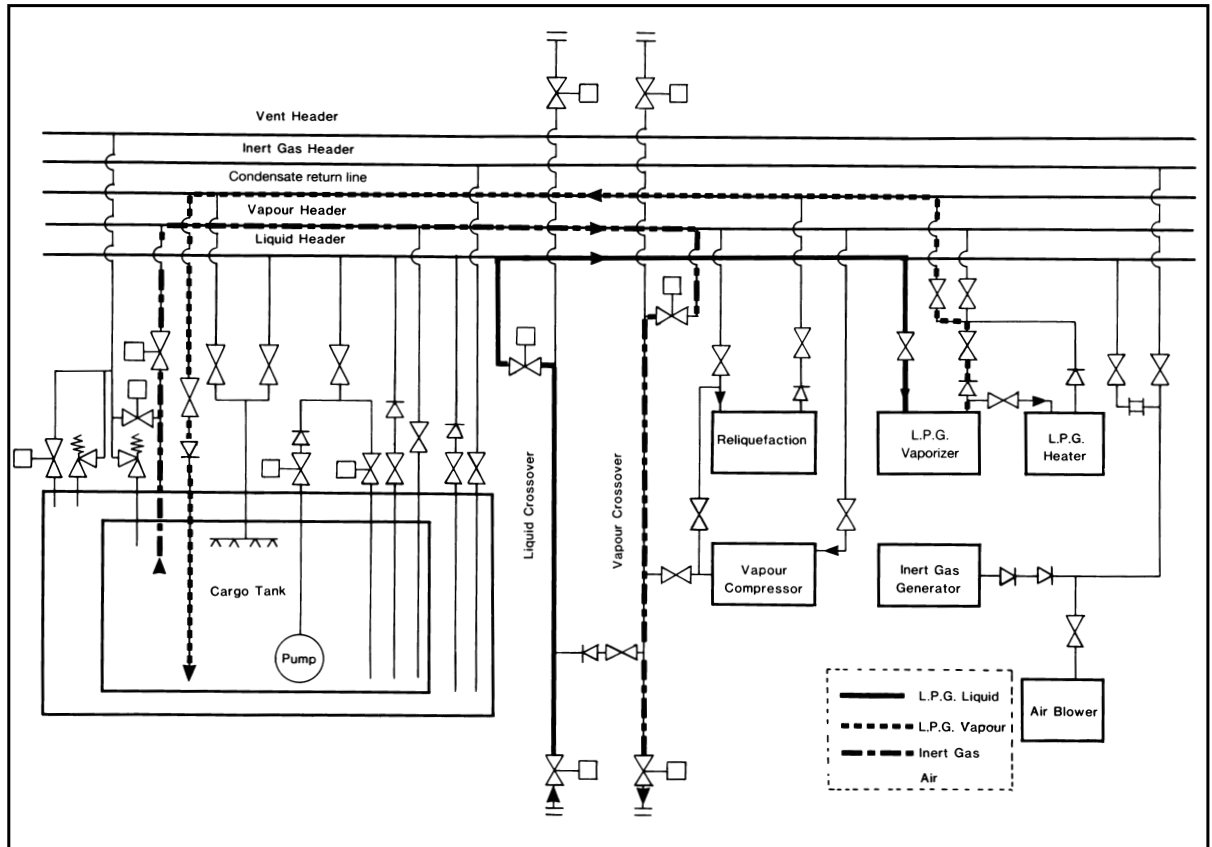 Vent Header
Inert Gas Header
Condensate return line
Vapour Header
Liquid Header
Reliquefaction
L.P.G.
Vaporizer
L.P.G.
Heater
Liquid Crossover
Vapour Crossover
Vapour
Compressor
Inert Gas
Generator
Cargo Tank
Pump
Air Blower
L.P.G. Liquid
L.P.G. Vapour
Inert Gas
Air